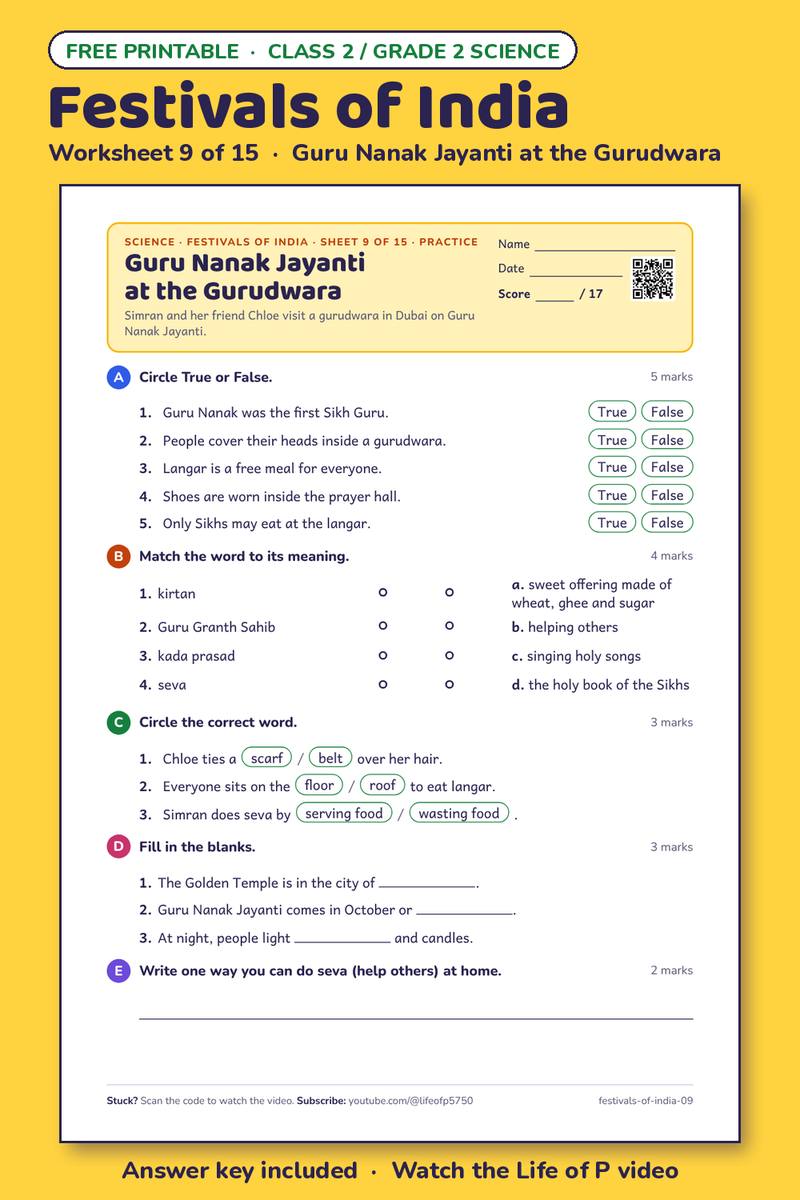 FREE PRINTABLE · CLASS 2 / GRADE 2 SCIENCE
Festivals of India
Worksheet 9 of 15 · Guru Nanak Jayanti at the Gurudwara
SCIENCE · FESTIVALS OF INDIA · SHEET 9 OF 15 · PRACTICE
Guru Nanak Jayanti
at the Gurudwara
Simran and her friend Chloe visit a gurudwara in Dubai on Guru
Nanak Jayanti.
Name ____________________
Date ______________
Score ______ / 17
A Circle True or False. 5 marks
1. Guru Nanak was the first Sikh Guru. True False
2. People cover their heads inside a gurudwara. True False
3. Langar is a free meal for everyone. True False
4. Shoes are worn inside the prayer hall. True False
5. Only Sikhs may eat at the langar. True False
B Match the word to its meaning. 4 marks
1. kirtan a. sweet offering made of
wheat, ghee and sugar
2. Guru Granth Sahib b. helping others
3. kada prasad c. singing holy songs
4. seva d. the holy book of the Sikhs
C Circle the correct word. 3 marks
1. Chloe ties a scarf / belt over her hair.
2. Everyone sits on the floor / roof to eat langar.
3. Simran does seva by serving food / wasting food .
D Fill in the blanks. 3 marks
1. The Golden Temple is in the city of ______________.
2. Guru Nanak Jayanti comes in October or ______________.
3. At night, people light ______________ and candles.
E Write one way you can do seva (help others) at home. 2 marks
Stuck? Scan the code to watch the video. Subscribe: youtube.com/@lifeofp5750 festivals-of-india-09
Answer key included · Watch the Life of P video